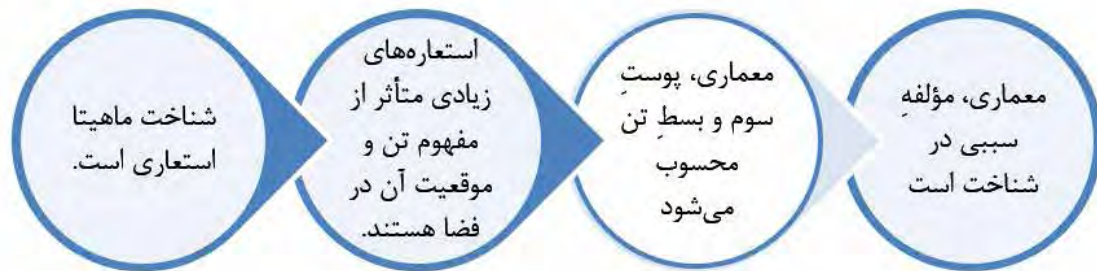 شناخت ماهیتا
استعاری است.
استعاره‌های
زیادی متأثر از
مفهوم تن و
موقعیت آن در
فضا هستند.
معماری، پوستِ
سوم و بسطِ تن
محسوب
می‌شود
معماری، مؤلفهِ
سببی در
شناخت است